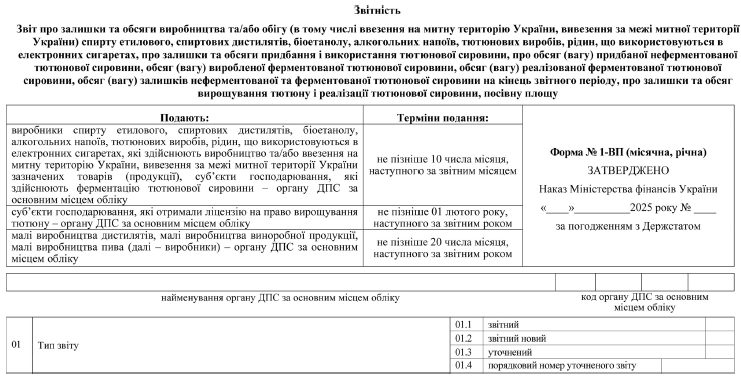 Звітність
Звіт про залишки та обсяги виробництва та/або обігу (в тому числі ввезення на митну територію України, вивезення за межі митної території
України) спирту етилового, спиртових дистилятів, біоетанолу, алкогольних напоїв, тютюнових виробів, рідин, що використовуються в
електронних сигаретах, про залишки та обсяги придбання і використання тютюнової сировини, про обсяг (вагу) придбаної неферментованої
тютюнової сировини, обсяг (вагу) виробленої ферментованої тютюнової сировини, обсяг (вагу) реалізованої ферментованої тютюнової
сировини, обсяг (вагу) залишків неферментованої та ферментованої тютюнової сировини на кінець звітного періоду, про залишки та обсяг
вирощування тютюну і реалізації тютюнової сировини, посівну площу
Подають:
Терміни подання:
виробники спирту етилового, спиртових дистилятів, біоетанолу,
алкогольних напоїв, тютюнових виробів, рідин, що використовуються в
електронних сигаретах, які здійснюють виробництво та/або ввезення на
митну територію України, вивезення за межі митної території України
зазначених товарів (продукції), суб’єкти господарювання, які
здійснюють ферментацію тютюнової сировини – органу ДПС за
основним місцем обліку
не пізніше 10 числа місяця,
наступного за звітним місяцем
суб’єкти господарювання, які отримали ліцензію на право вирощування
тютюну – органу ДПС за основним місцем обліку
не пізніше 01 лютого року,
наступного за звітним роком
малі виробництва дистилятів, малі виробництва виноробної продукції,
малі виробництва пива (далі – виробники) – органу ДПС за основним
місцем обліку
не пізніше 20 числа місяця,
наступного за звітним роком
Форма № 1-ВП (місячна, річна)
ЗАТВЕРДЖЕНО
Наказ Міністерства фінансів України
«____»___________2025 року № ____
за погодженням з Держстатом
найменування органу ДПС за основним місцем обліку
код органу ДПС за основним
місцем обліку
01 Тип звіту
01.1 звітний
01.2 звітний новий
01.3 уточнений
01.4 порядковий номер уточненого звіту